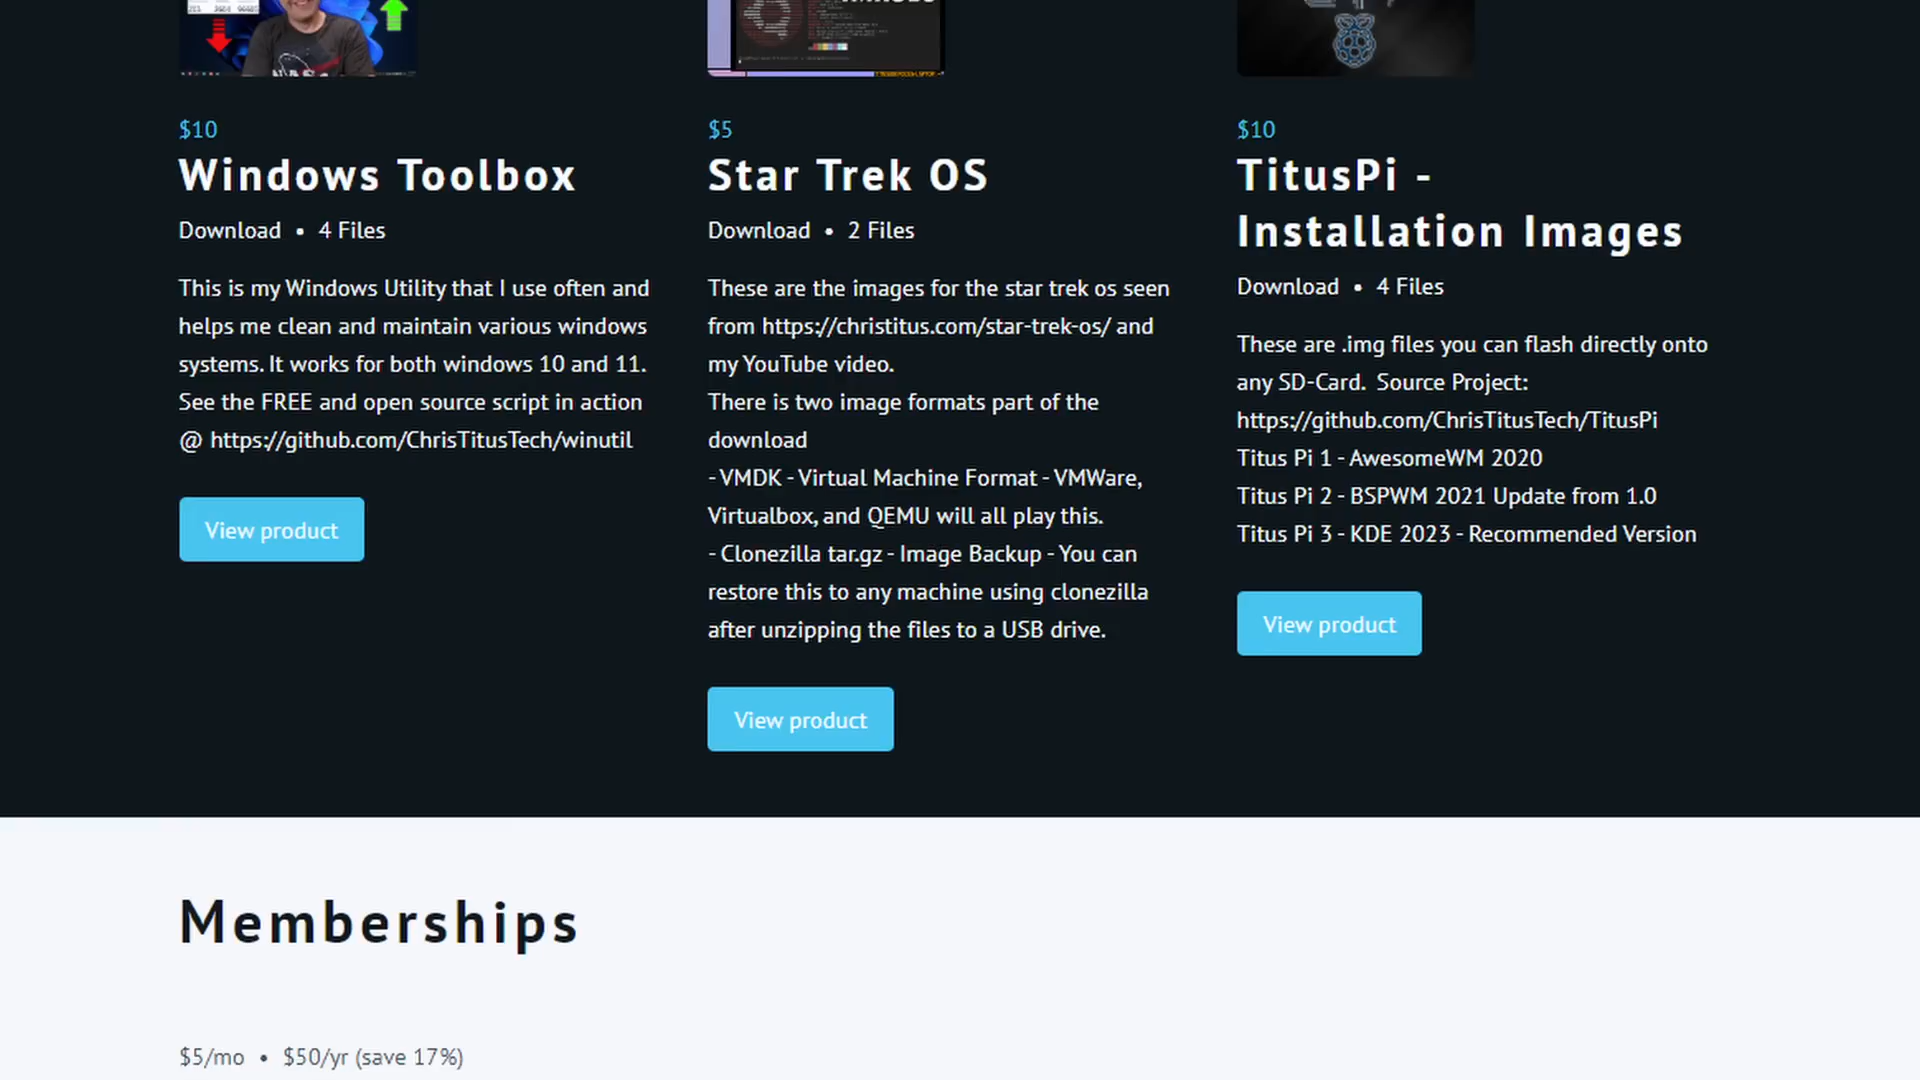 $10
Windows Toolbox
Download • 4 Files
This is my Windows Utility that I use often and
helps me clean and maintain various windows
systems. It works for both windows 10 and 11.
See the FREE and open source script in action
@ https://github.com/ChrisTitusTech/winutil
View product
$5
Star Trek OS
Download • 2 Files
These are the images for the star trek os seen
from https://christitus.com/star-trek-os/ and
my YouTube video.
There is two image formats part of the
download
- VMDK - Virtual Machine Format - VMWare,
Virtualbox, and QEMU will all play this.
- Clonezilla tar.gz - Image Backup - You can
restore this to any machine using clonezilla
after unzipping the files to a USB drive.
View product
$10
TitusPi -
Installation Images
Download • 4 Files
These are .img files you can flash directly onto
any SD-Card. Source Project:
https://github.com/ChrisTitusTech/TitusPi
Titus Pi 1 - AwesomeWM 2020
Titus Pi 2 - BSPWM 2021 Update from 1.0
Titus Pi 3 - KDE 2023 - Recommended Version
View product
Memberships
$5/mo • $50/yr (save 17%)